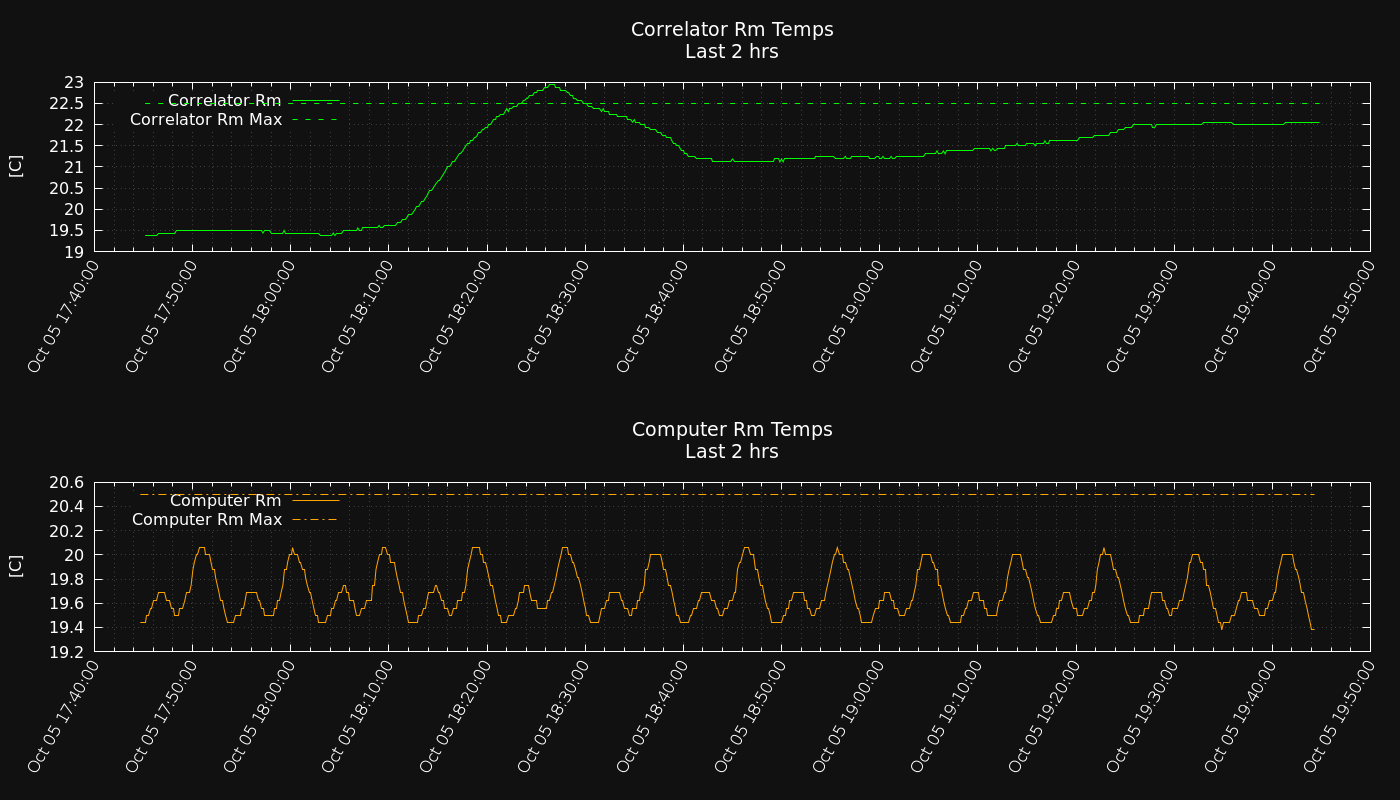 Correlator Rm Temps
Last 2 hrs
23
22.5
22
21.5
21
20.5
20
19.5
19
[C]
Correlator Rm
Correlator Rm Max
Oct 05 17:40:00
Oct 05 17:50:00
Oct 05 18:00:00
Oct 05 18:10:00
Oct 05 18:20:00
Oct 05 18:30:00
Oct 05 18:40:00
Oct 05 18:50:00
Oct 05 19:00:00
Oct 05 19:10:00
Oct 05 19:20:00
Oct 05 19:30:00
Oct 05 19:40:00
Oct 05 19:50:00
Computer Rm Temps
Last 2 hrs
20.6
20.4
20.2
20
19.8
19.6
19.4
19.2
[C]
Computer Rm
Computer Rm Max
Oct 05 17:40:00
Oct 05 17:50:00
Oct 05 18:00:00
Oct 05 18:10:00
Oct 05 18:20:00
Oct 05 18:30:00
Oct 05 18:40:00
Oct 05 18:50:00
Oct 05 19:00:00
Oct 05 19:10:00
Oct 05 19:20:00
Oct 05 19:30:00
Oct 05 19:40:00
Oct 05 19:50:00